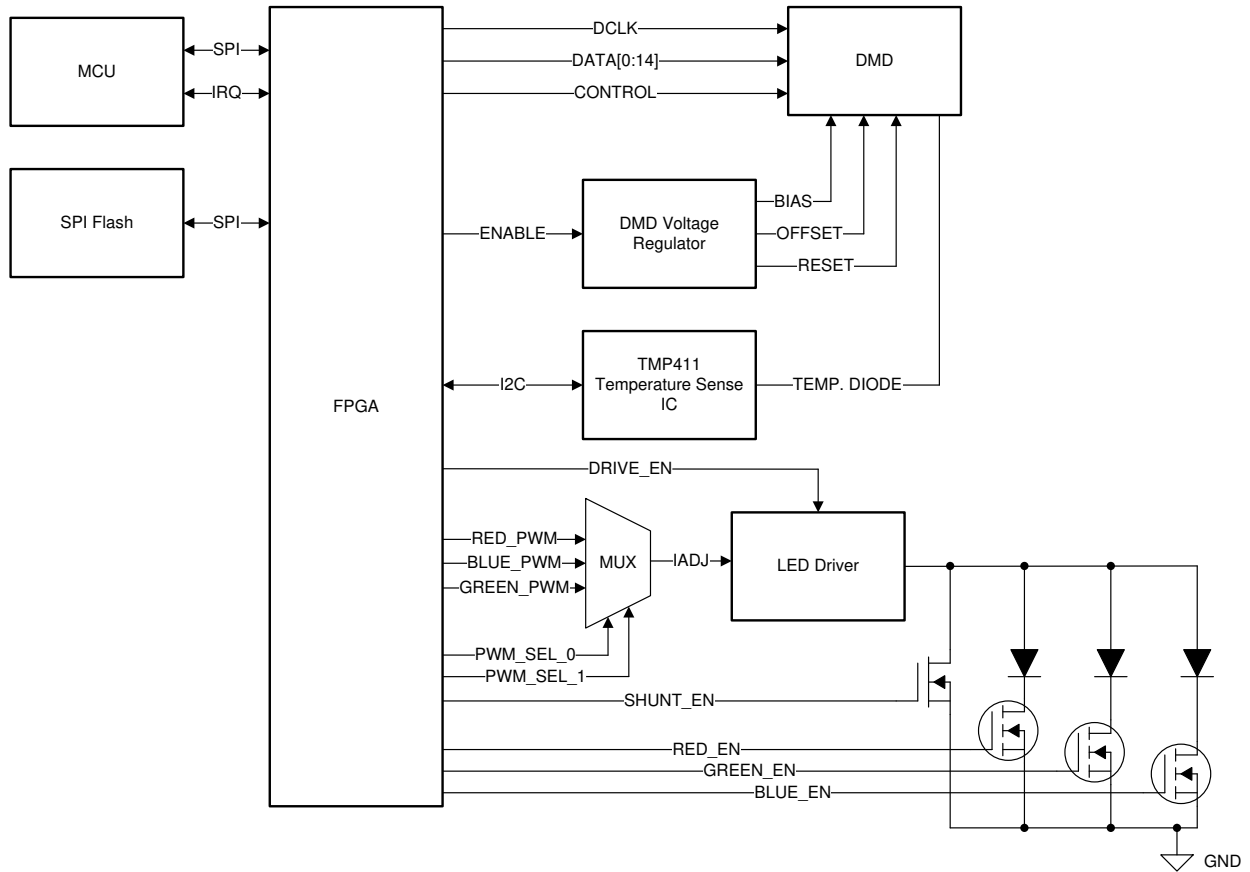 MCU
SPI
IRQ
SPI Flash
SPI
FPGA
DCLK
DATA[0:14]
CONTROL
DMD
ENABLE
DMD Voltage
Regulator
BIAS
OFFSET
RESET
I2C
TMP411
Temperature Sense
IC
TEMP. DIODE
DRIVE_EN
RED_PWM
BLUE_PWM
GREEN_PWM
MUX
IADJ
LED Driver
PWM_SEL_0
PWM_SEL_1
SHUNT_EN
RED_EN
GREEN_EN
BLUE_EN
GND